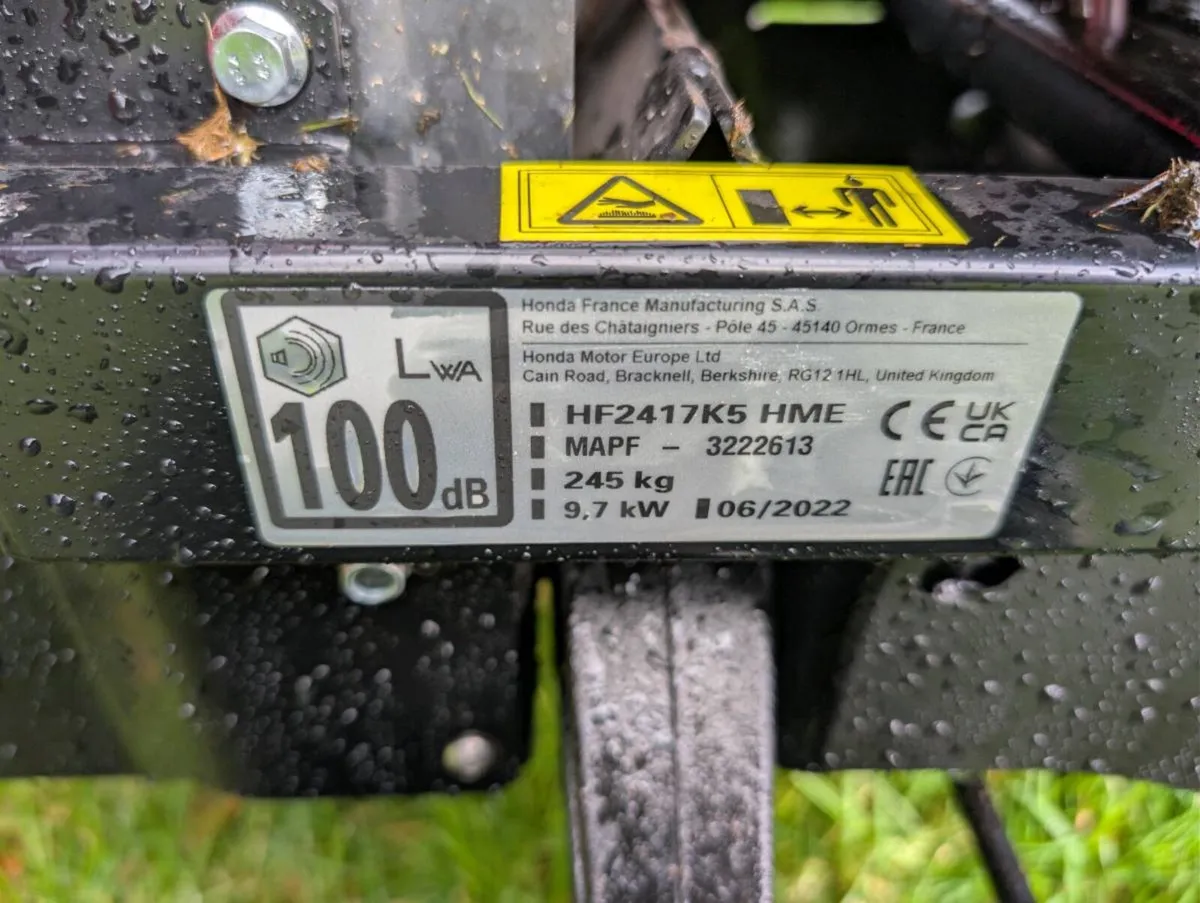 Honda France Manufacturing S.A.S.
Rue des Châtaigniers - Pôle 45 - 45140 Ormes - France
Honda Motor Europe Ltd
Cain Road, Bracknell, Berkshire, RG12 1HL, United Kingdom
LWA
100 dB
HF2417K5 HME
MAPF - 3222613
245 kg
9,7 kW 06/2022
CE UK CA
EAC